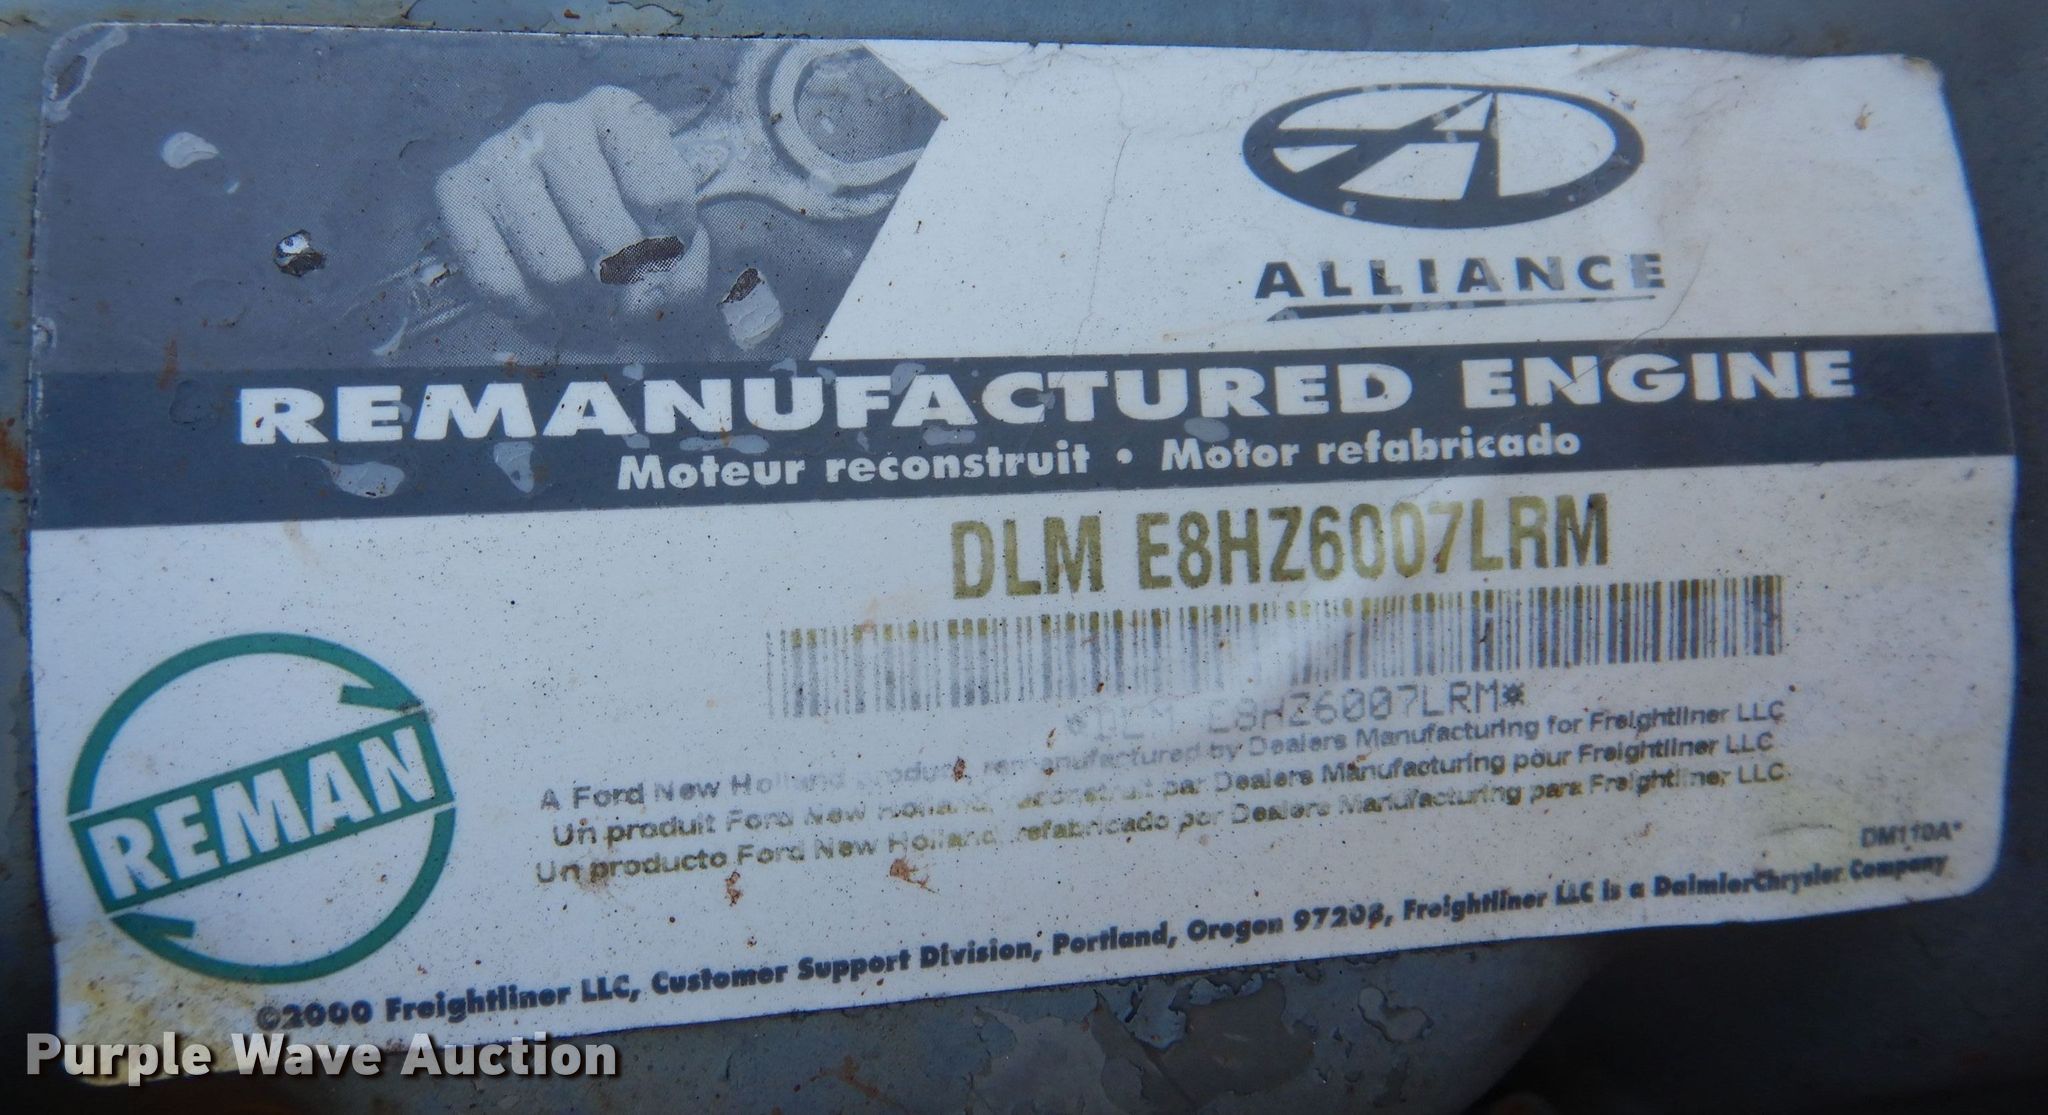 ALLIANCE
REMANUFACTURED ENGINE
Moteur reconstruit • Motor refabricado
DLM E8HZ6007LRM
*DLM E8HZ6007LRM*
REMAN
A Ford New Holland product, remanufactured by Dealers Manufacturing for Freightliner LLC
Un produit Ford New Holland, reconstruit par Dealers Manufacturing pour Freightliner LLC
Un producto Ford New Holland refabricado por Dealers Manufacturing para Freightliner LLC
DM110A*
©2000 Freightliner LLC, Customer Support Division, Portland, Oregon 97208, Freightliner LLC is a DaimlerChrysler Company
Purple Wave Auction